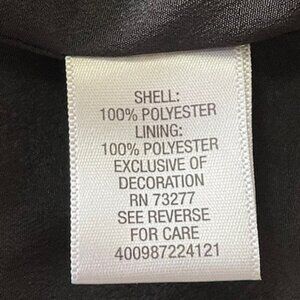 SHELL:
100% POLYESTER
LINING:
100% POLYESTER
EXCLUSIVE OF
DECORATION
RN 73277
SEE REVERSE
FOR CARE
400987224121